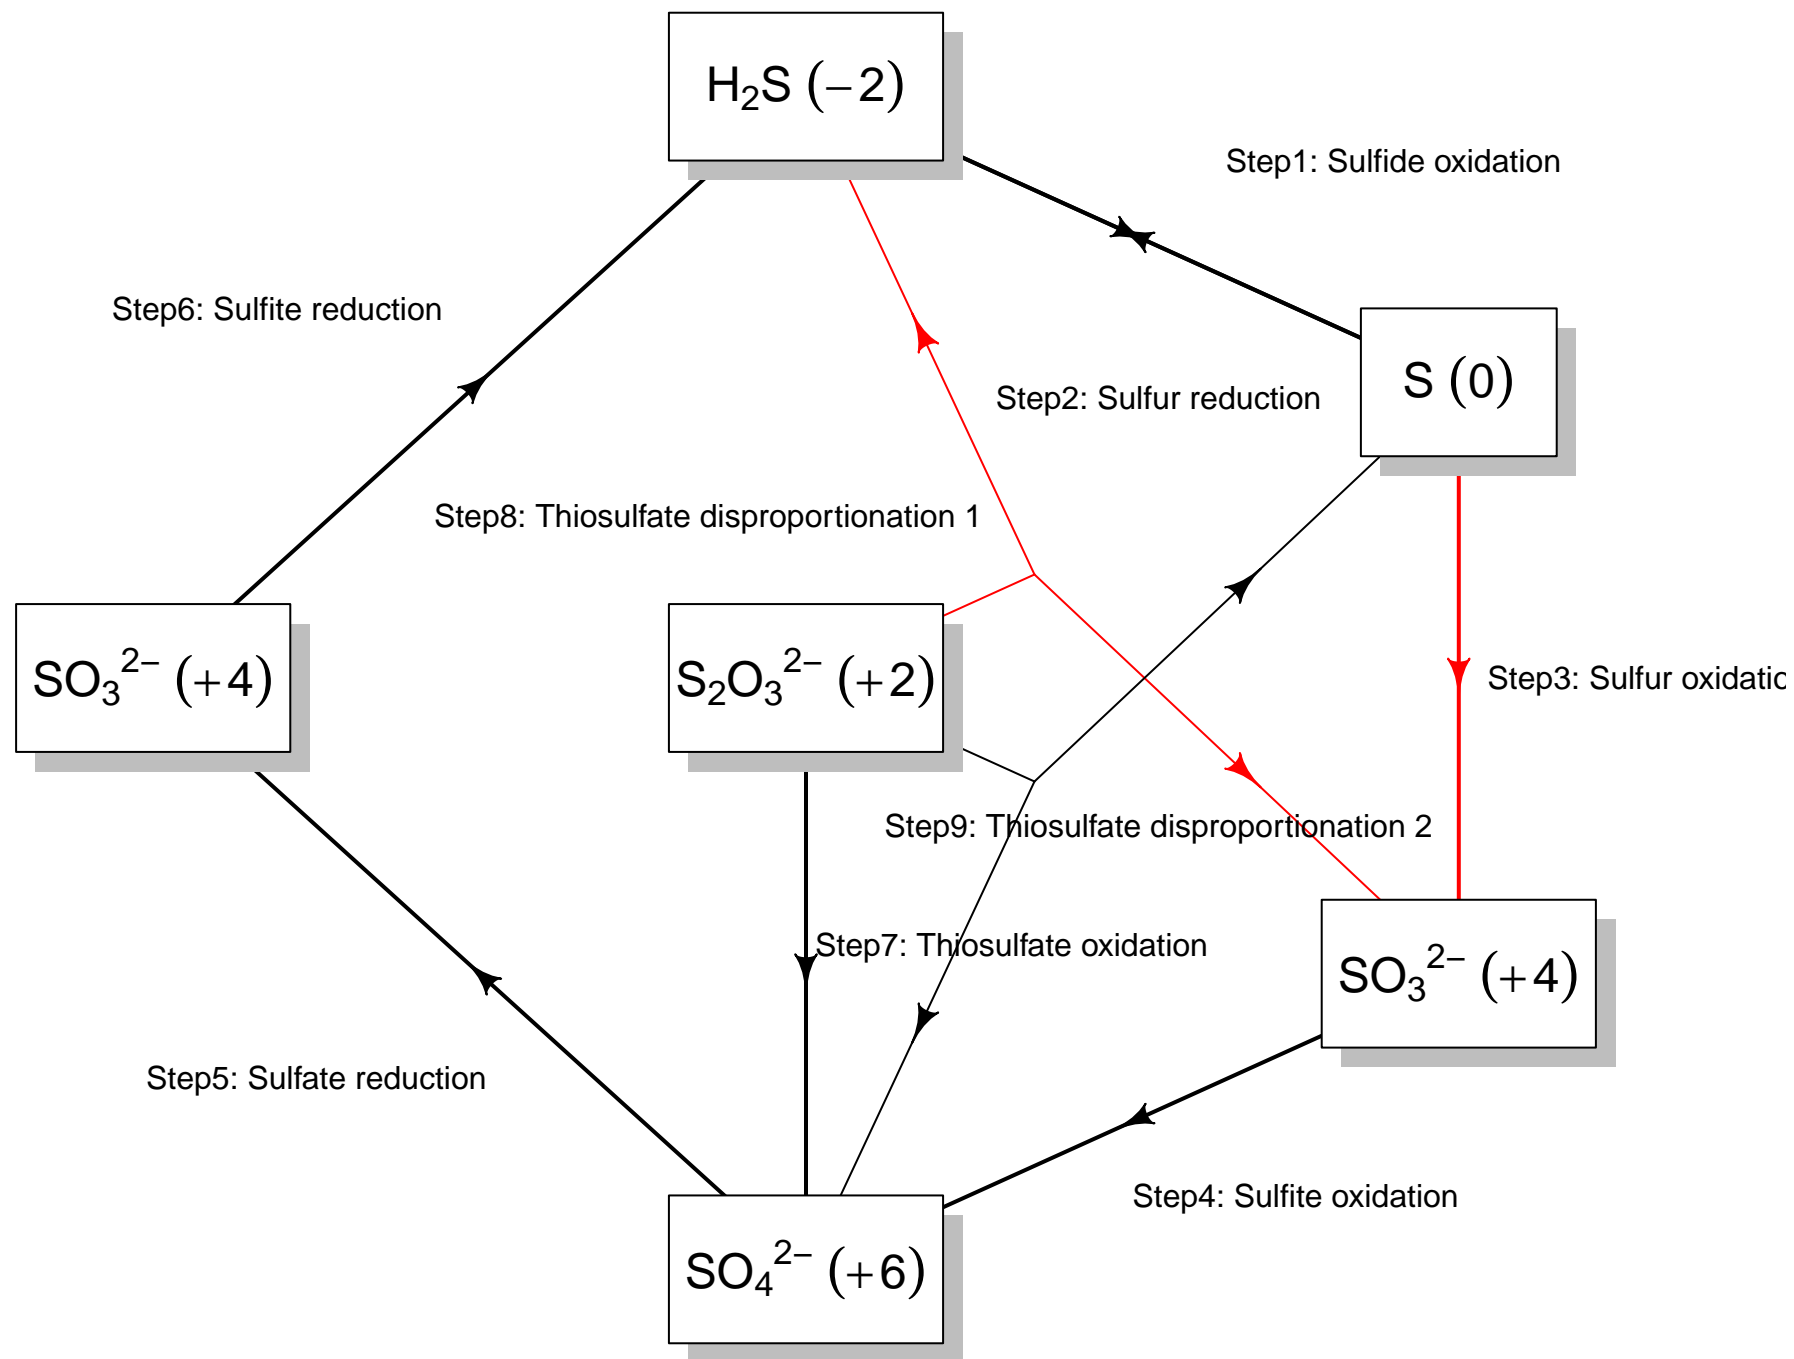 H₂S (−2)
Step1: Sulfide oxidation
Step6: Sulfite reduction
S (0)
Step2: Sulfur reduction
Step8: Thiosulfate disproportionation 1
SO₃²⁻ (+4)
S₂O₃²⁻ (+2)
Step3: Sulfur oxidatic
Step9: Thiosulfate disproportionation 2
Step7: Thiosulfate oxidation
SO₃²⁻ (+4)
Step5: Sulfate reduction
Step4: Sulfite oxidation
SO₄²⁻ (+6)